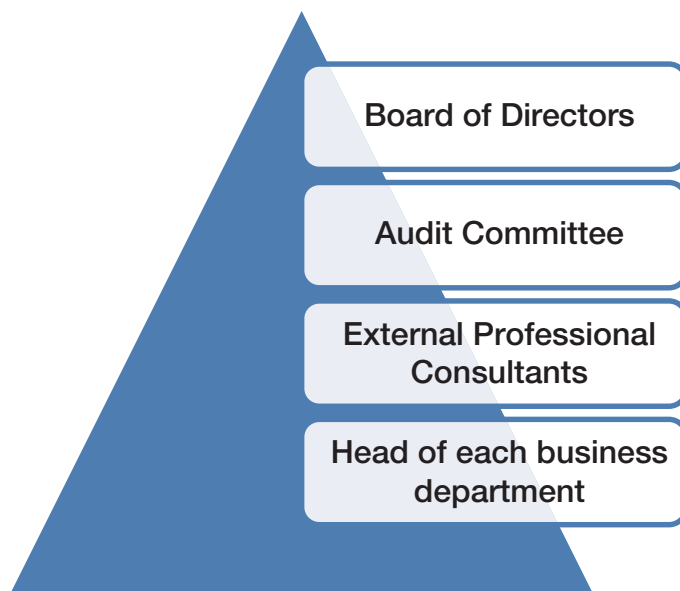 Board of Directors
Audit Committee
External Professional
Consultants
Head of each business
department